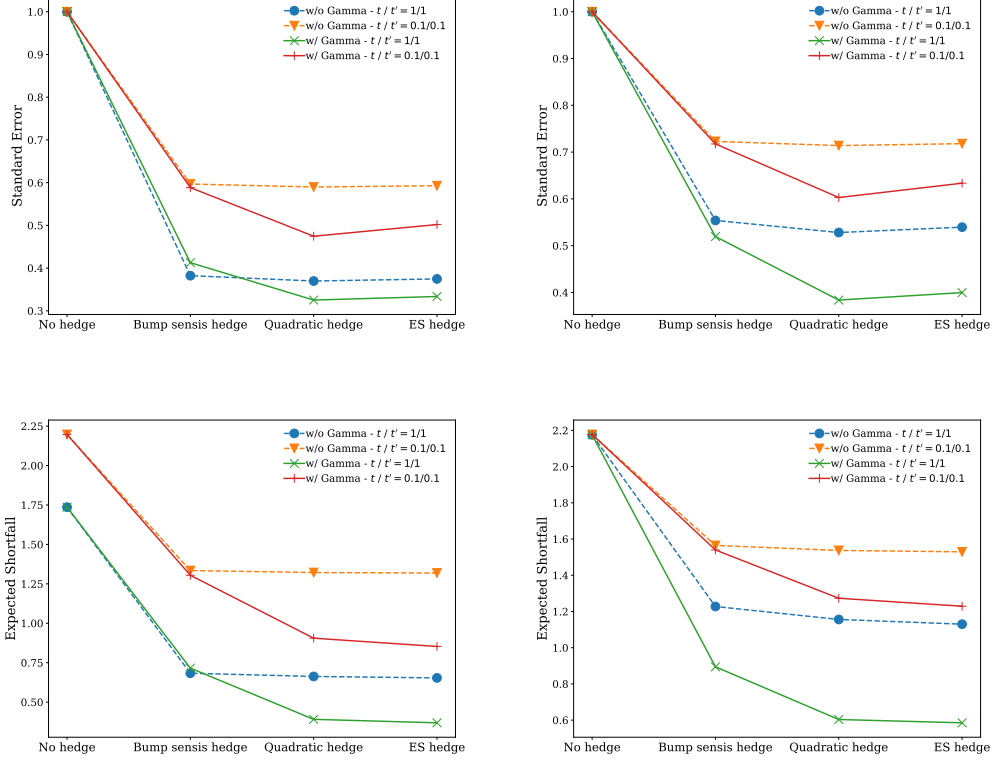 1.0
0.9
0.8
0.7
0.6
0.5
0.4
0.3
Standard Error
w/o Gamma - t / t′ = 1/1
w/o Gamma - t / t′ = 0.1/0.1
w/ Gamma - t / t′ = 1/1
w/ Gamma - t / t′ = 0.1/0.1
No hedge
Bump sensis hedge
Quadratic hedge
ES hedge
1.0
0.9
0.8
0.7
0.6
0.5
0.4
Standard Error
w/o Gamma - t / t′ = 1/1
w/o Gamma - t / t′ = 0.1/0.1
w/ Gamma - t / t′ = 1/1
w/ Gamma - t / t′ = 0.1/0.1
No hedge
Bump sensis hedge
Quadratic hedge
ES hedge
2.25
2.00
1.75
1.50
1.25
1.00
0.75
0.50
Expected Shortfall
w/o Gamma - t / t′ = 1/1
w/o Gamma - t / t′ = 0.1/0.1
w/ Gamma - t / t′ = 1/1
w/ Gamma - t / t′ = 0.1/0.1
No hedge
Bump sensis hedge
Quadratic hedge
ES hedge
2.2
2.0
1.8
1.6
1.4
1.2
1.0
0.8
0.6
Expected Shortfall
w/o Gamma - t / t′ = 1/1
w/o Gamma - t / t′ = 0.1/0.1
w/ Gamma - t / t′ = 1/1
w/ Gamma - t / t′ = 0.1/0.1
No hedge
Bump sensis hedge
Quadratic hedge
ES hedge